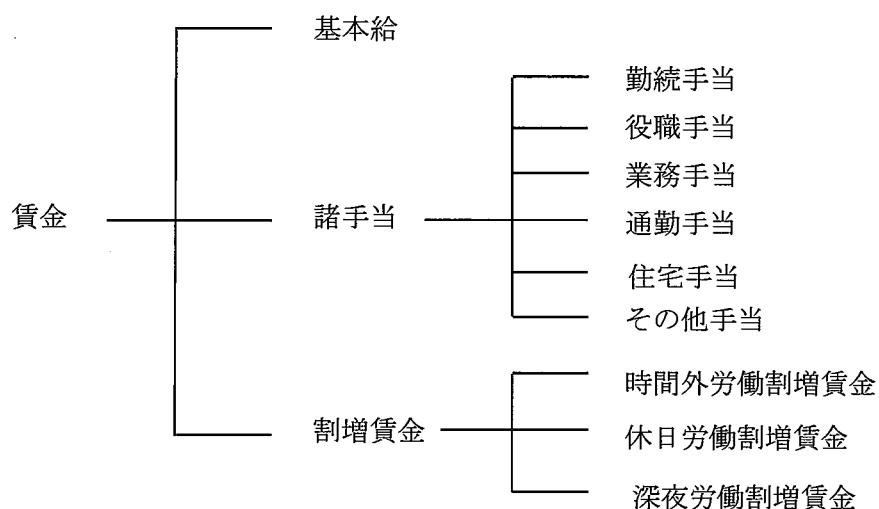 基本給
勤続手当
役職手当
業務手当
賃金
諸手当
通勤手当
住宅手当
その他手当
時間外労働割増賃金
割増賃金
休日労働割増賃金
深夜労働割増賃金